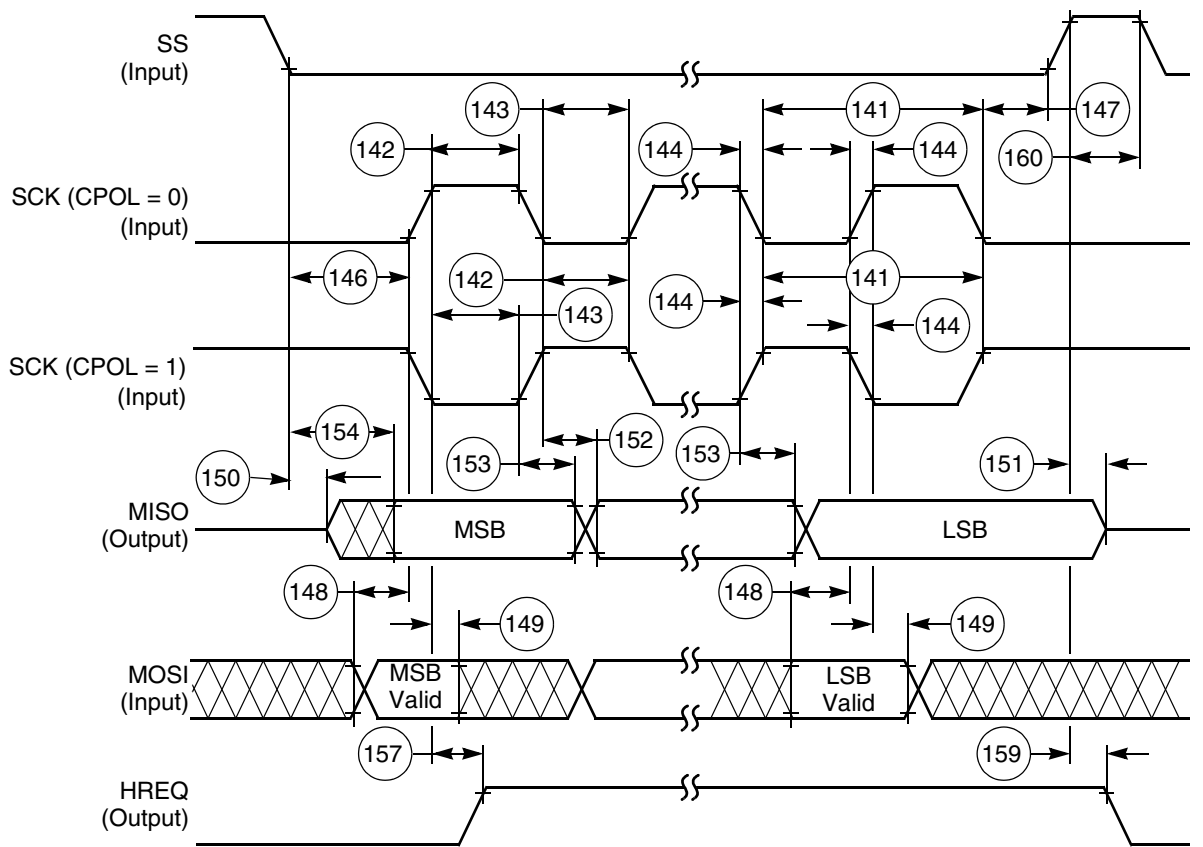 SS
(Input)
143
141
147
142
144
144
160
SCK (CPOL = 0)
(Input)
146
142
144
141
143
144
SCK (CPOL = 1)
(Input)
154
152
153
153
150
151
MISO
(Output)
MSB
LSB
148
148
149
149
MOSI
(Input)
MSB
Valid
LSB
Valid
157
159
HREQ
(Output)